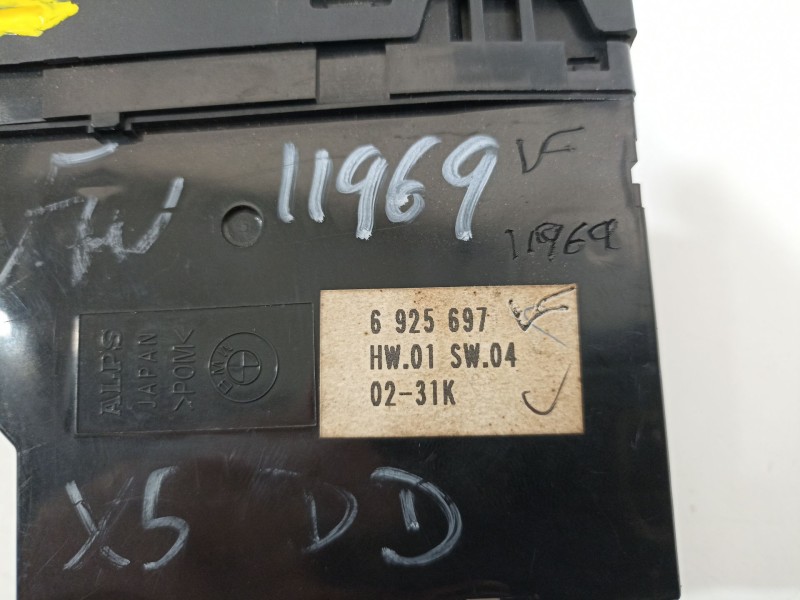 11969 VF
11969
6 925 697
HW.01 SW.04
02-31K
ALPS
JAPAN
>POM<
BMW
X5 DD